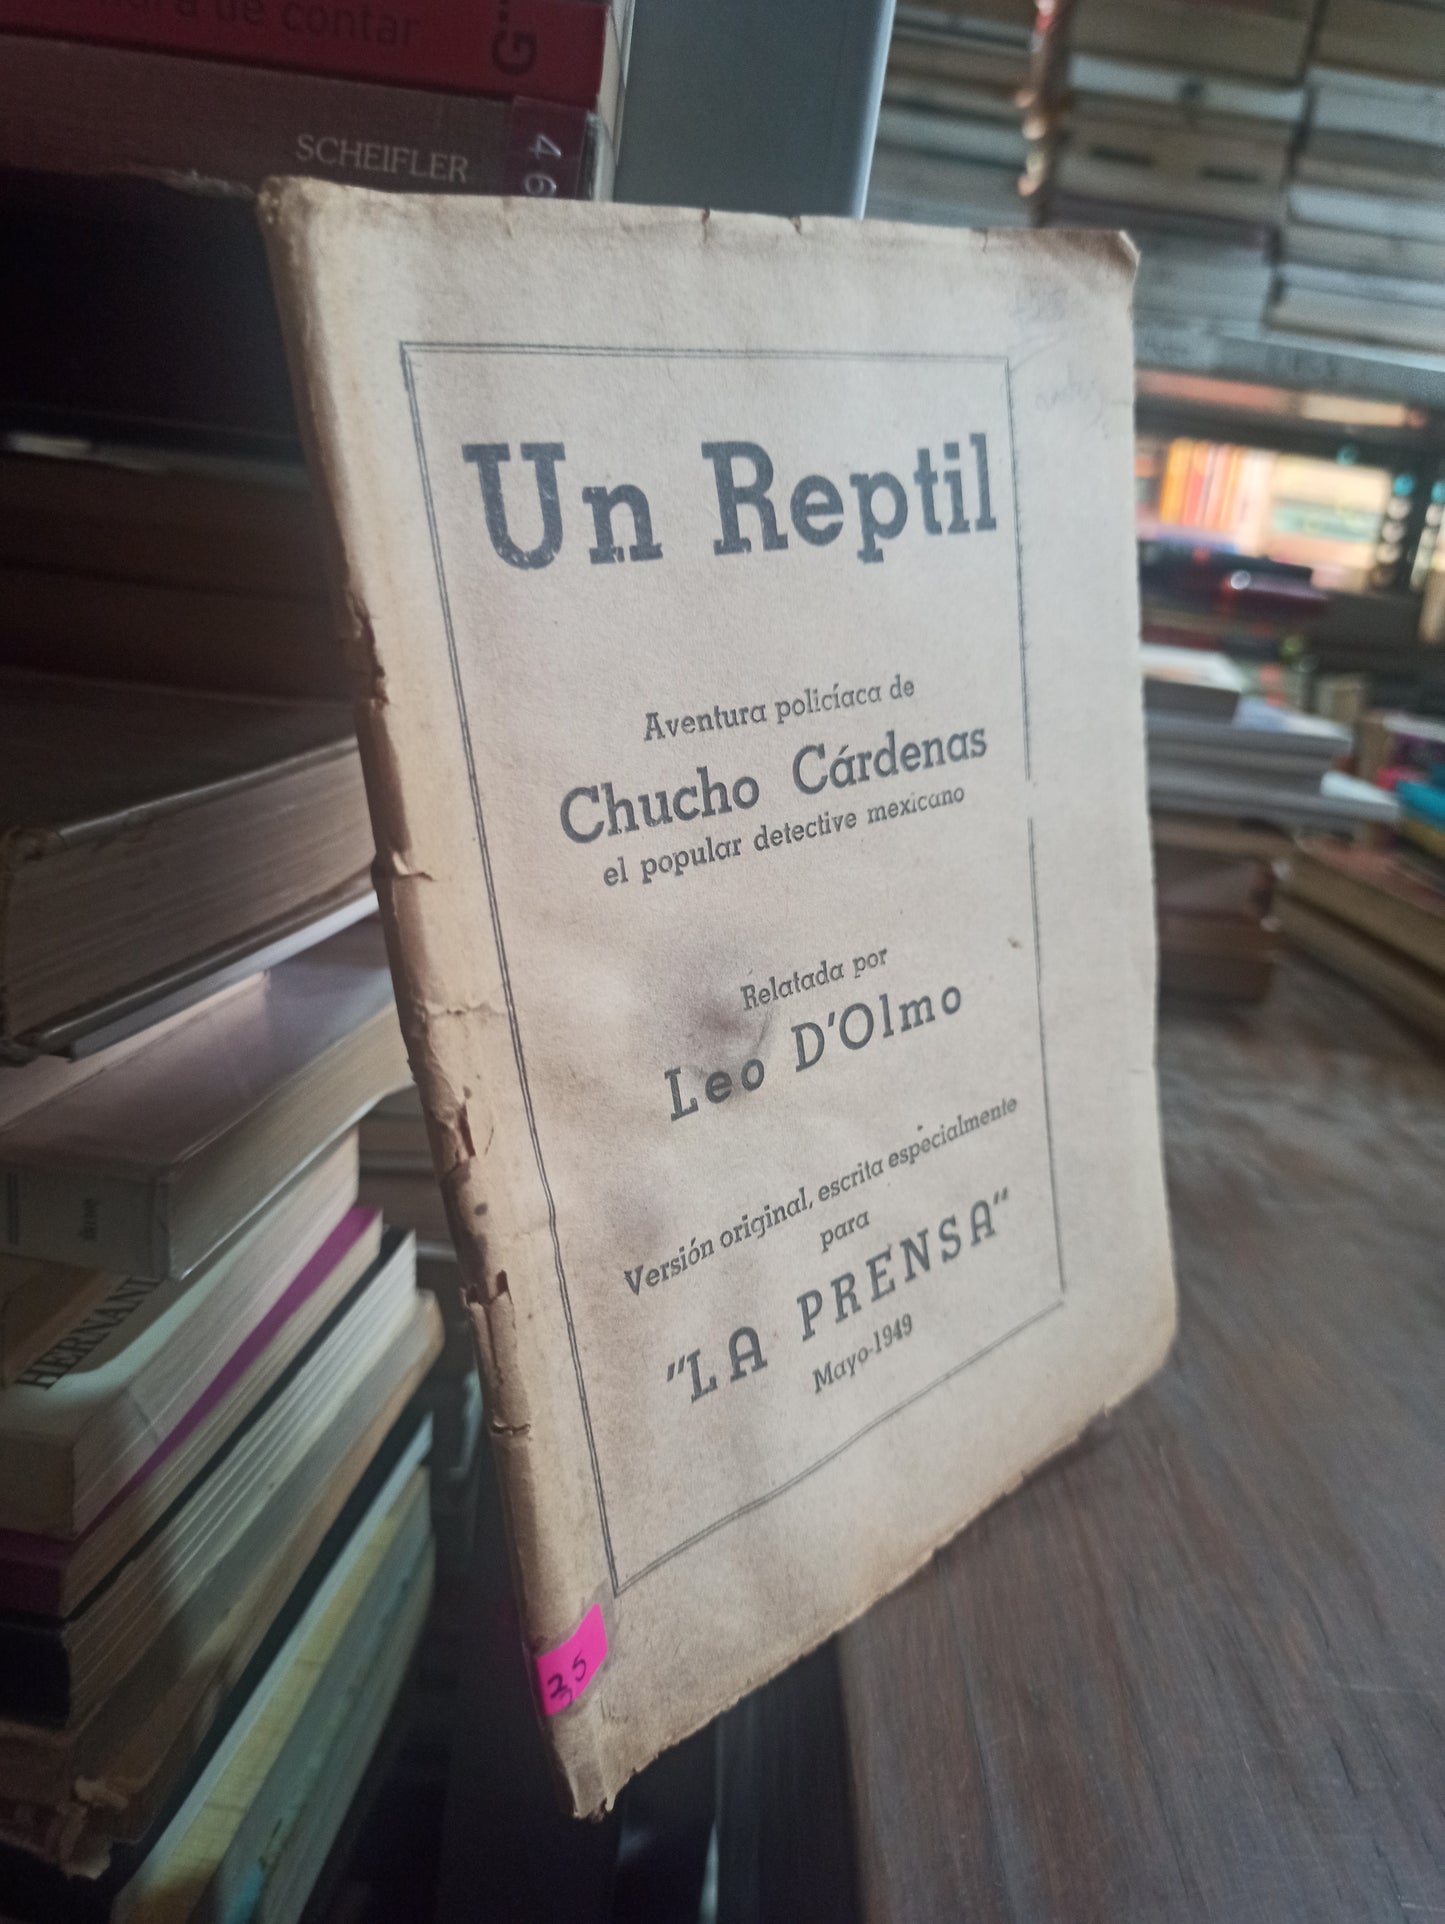 SCHEIFLER
46
Un Reptil
Aventura policíaca de
Chucho Cárdenas
el popular detective mexicano
Relatada por
Leo D'Olmo
Versión original, escrita especialmente
para
"LA PRENSA"
Mayo-1949
35